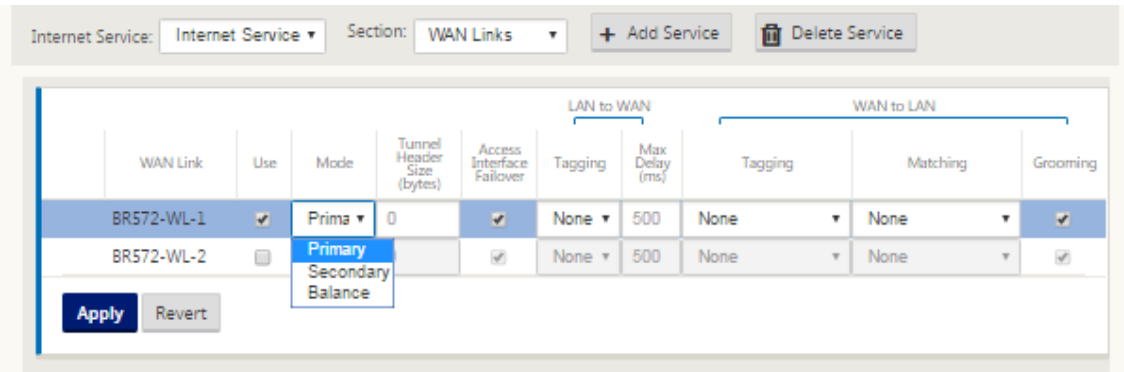 Internet Service: Internet Service Section: WAN Links + Add Service Delete Service
LAN to WAN WAN to LAN
WAN Link Use Mode Tunnel Header Size (bytes) Access Interface Failover Tagging Max Delay (ms) Tagging Matching Grooming
BR572-WL-1 Prima 0 None 500 None None
BR572-WL-2 None 500 None None
Primary
Secondary
Balance
Apply Revert